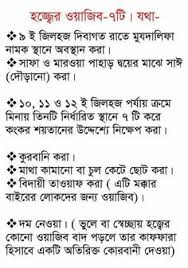 হজ্জের ওয়াজিব-৭টি। যথা-
❖৯ ই জিলহজ দিবাগত রাতে মুযদালিফা
নামক স্থানে অবস্থান করা।
❖সাফা ও মারওয়া পাহাড় দ্বয়ের মাঝে সাঈ
(দৌড়ানো) করা।
❖১০, ১১ ও ১২ ই জিলহজ পর্যায় ক্রমে
মিনায় তিনটি নির্ধারিত স্থানে ৭ টি করে
কংকর শয়তানের উদ্দেশ্যে নিক্ষেপ করা।
❖কুরবানি করা।
❖মাথা কামানো বা চুল কেটে ছোট করা।
❖বিদায়ী তাওয়াফ করা ( এটি মক্কার
বাইরের লোকদের জন্য ওয়াজিব)।
❖দম নেওয়া। ( ভুলে বা স্বেচ্ছায় হজ্বের
কোনো ওয়াজিব বাদ পড়লে তার কাফফারা
হিসাবে একটি অতিরিক্ত কোরবানী দেওয়া)